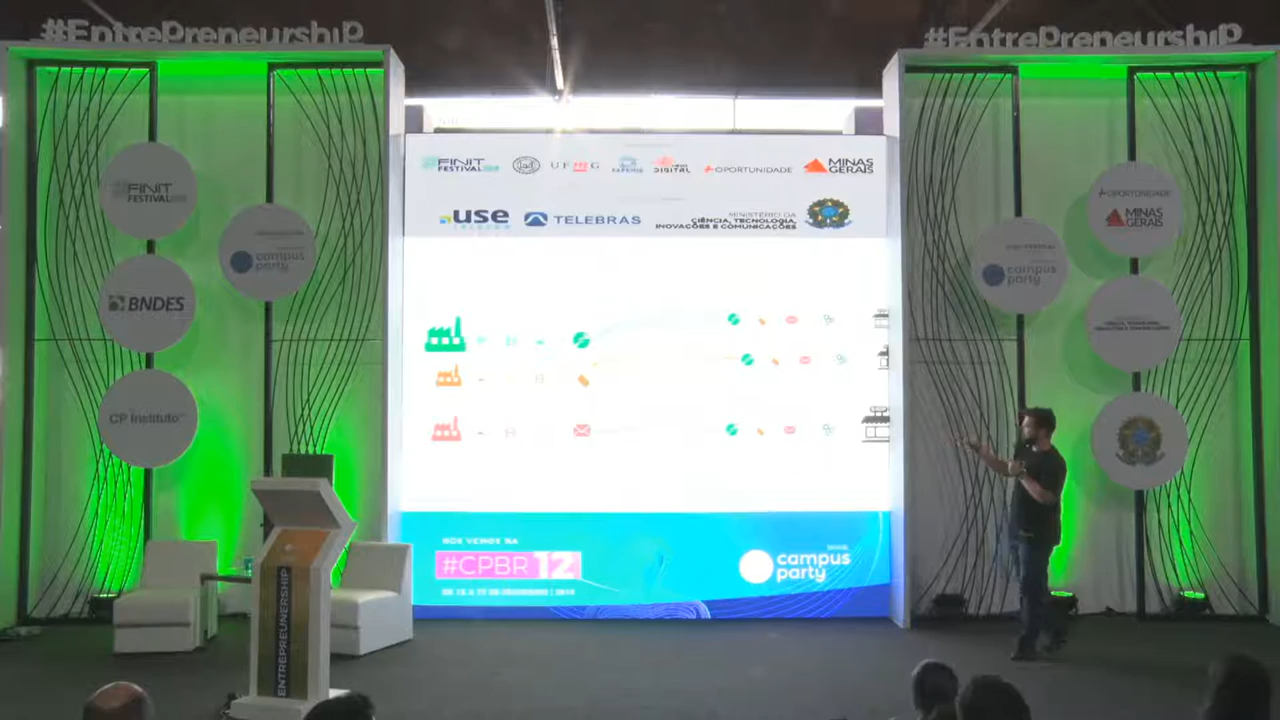 #EntrePreneurship
#EntrePreneurship
FINIT
FESTIVAL
UFMG
DIGITAL
+OPORTUNIDADE
MINAS
GERAIS
use
TELEBRAS
MINISTÉRIO DA
CIÊNCIA, TECNOLOGIA,
INOVAÇÕES E COMUNICAÇÕES
FINIT
FESTIVAL
campus
party
BNDES
CP Instituto
+OPORTUNIDADE
MINAS
GERAIS
campus
party
NOS VEMOS NA
#CPBR12
campus
party
ENTREPREUNERSHIP